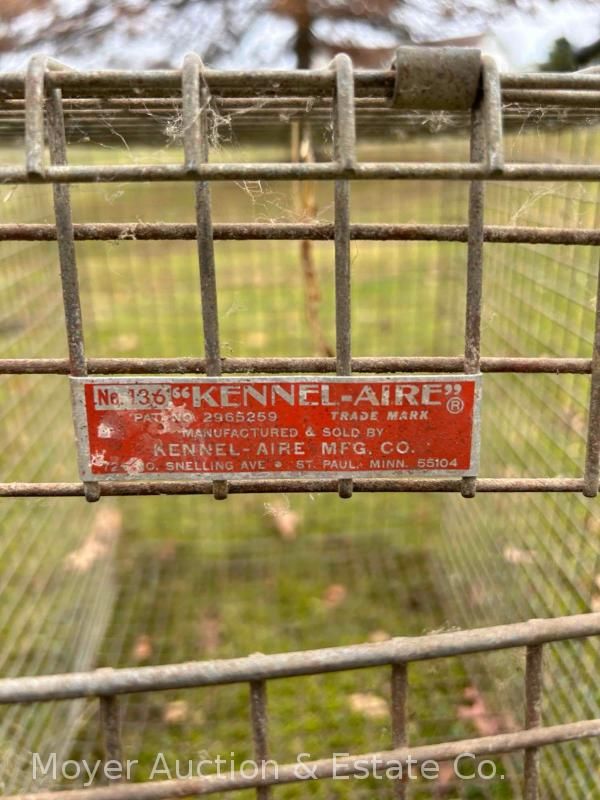 No. 136 "KENNEL-AIRE" ®
PAT. NO. 2965259 TRADE MARK
MANUFACTURED & SOLD BY
KENNEL-AIRE MFG. CO.
SNELLING AVE • ST. PAUL, MINN. 55104
Moyer Auction & Estate Co.